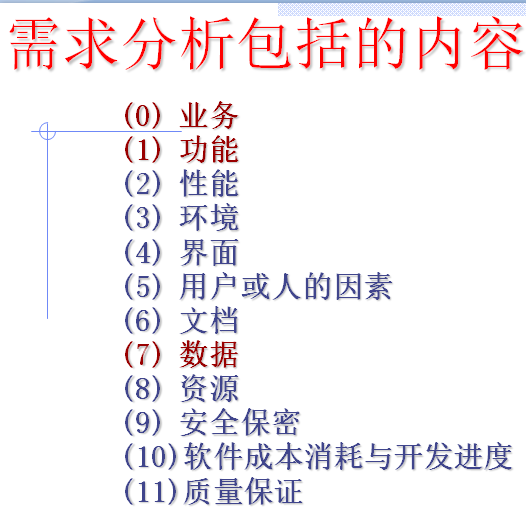 需求分析包括的内容
(0) 业务
(1) 功能
(2) 性能
(3) 环境
(4) 界面
(5) 用户或人的因素
(6) 文档
(7) 数据
(8) 资源
(9) 安全保密
(10)软件成本消耗与开发进度
(11)质量保证